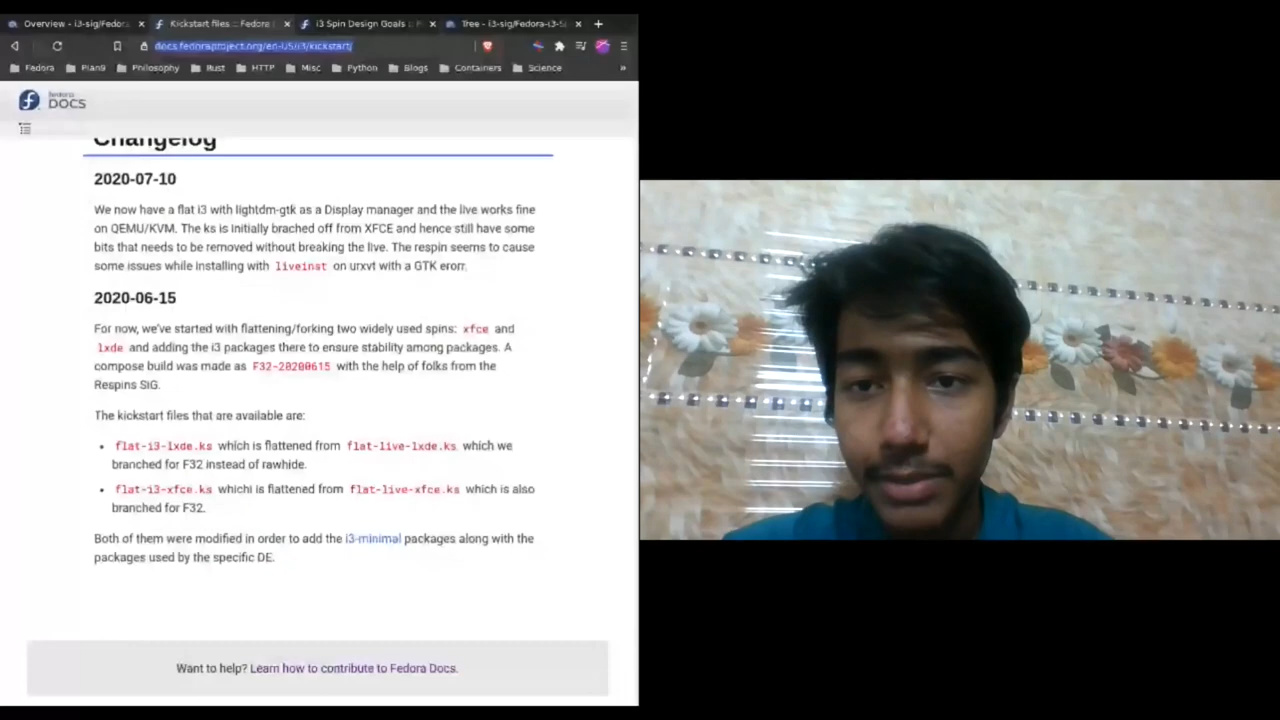 Overview - i3-sig/Fedora
Kickstart files :: Fedora
i3 Spin Design Goals :: F
Tree - i3-sig/Fedora-i3-S
docs.fedoraproject.org/en-US/i3/kickstart/
Fedora
Plan9
Philosophy
Rust
HTTP
Misc
Python
Blogs
Containers
Science
»
fedora
DOCS
Changelog
2020-07-10
We now have a flat i3 with lightdm-gtk as a Display manager and the live works fine
on QEMU/KVM. The ks is initially brached off from XFCE and hence still have some
bits that needs to be removed without breaking the live. The respin seems to cause
some issues while installing with liveinst on urxvt with a GTK erorr.
2020-06-15
For now, we've started with flattening/forking two widely used spins: xfce and
lxde and adding the i3 packages there to ensure stability among packages. A
compose build was made as F32-20200615 with the help of folks from the
Respins SIG.
The kickstart files that are available are:
• flat-i3-lxde.ks which is flattened from flat-live-lxde.ks which we
branched for F32 instead of rawhide.
• flat-i3-xfce.ks whichi is flattened from flat-live-xfce.ks which is also
branched for F32.
Both of them were modified in order to add the i3-minimal packages along with the
packages used by the specific DE.
Want to help? Learn how to contribute to Fedora Docs.